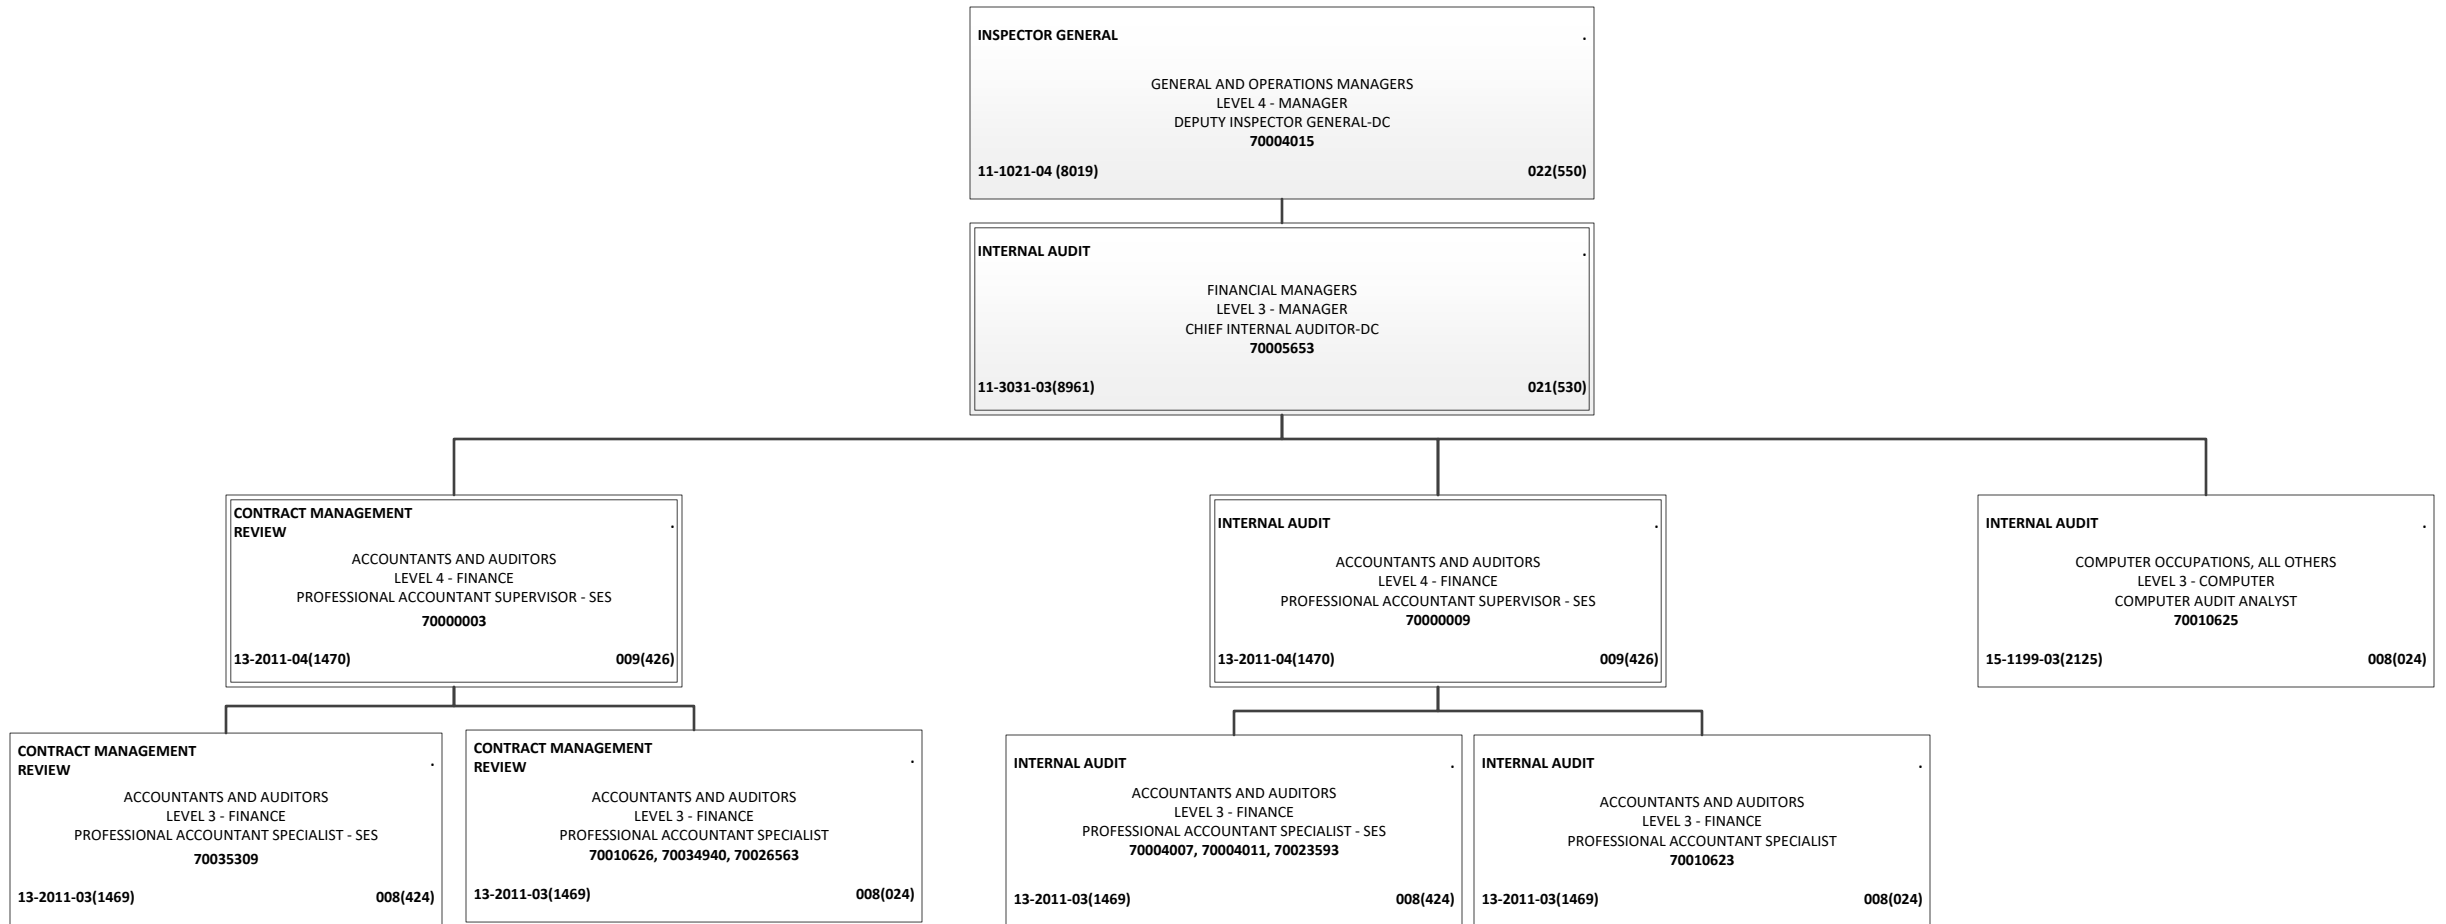 INSPECTOR GENERAL .
GENERAL AND OPERATIONS MANAGERS
LEVEL 4 - MANAGER
DEPUTY INSPECTOR GENERAL-DC
70004015
11-1021-04 (8019) 022(550)
INTERNAL AUDIT .
FINANCIAL MANAGERS
LEVEL 3 - MANAGER
CHIEF INTERNAL AUDITOR-DC
70005653
11-3031-03(8961) 021(530)
CONTRACT MANAGEMENT
REVIEW .
ACCOUNTANTS AND AUDITORS
LEVEL 4 - FINANCE
PROFESSIONAL ACCOUNTANT SUPERVISOR - SES
70000003
13-2011-04(1470) 009(426)
INTERNAL AUDIT .
ACCOUNTANTS AND AUDITORS
LEVEL 4 - FINANCE
PROFESSIONAL ACCOUNTANT SUPERVISOR - SES
70000009
13-2011-04(1470) 009(426)
INTERNAL AUDIT .
COMPUTER OCCUPATIONS, ALL OTHERS
LEVEL 3 - COMPUTER
COMPUTER AUDIT ANALYST
70010625
15-1199-03(2125) 008(024)
CONTRACT MANAGEMENT
REVIEW .
ACCOUNTANTS AND AUDITORS
LEVEL 3 - FINANCE
PROFESSIONAL ACCOUNTANT SPECIALIST - SES
70035309
13-2011-03(1469) 008(424)
CONTRACT MANAGEMENT
REVIEW .
ACCOUNTANTS AND AUDITORS
LEVEL 3 - FINANCE
PROFESSIONAL ACCOUNTANT SPECIALIST
70010626, 70034940, 70026563
13-2011-03(1469) 008(024)
INTERNAL AUDIT .
ACCOUNTANTS AND AUDITORS
LEVEL 3 - FINANCE
PROFESSIONAL ACCOUNTANT SPECIALIST - SES
70004007, 70004011, 70023593
13-2011-03(1469) 008(424)
INTERNAL AUDIT .
ACCOUNTANTS AND AUDITORS
LEVEL 3 - FINANCE
PROFESSIONAL ACCOUNTANT SPECIALIST
70010623
13-2011-03(1469) 008(024)